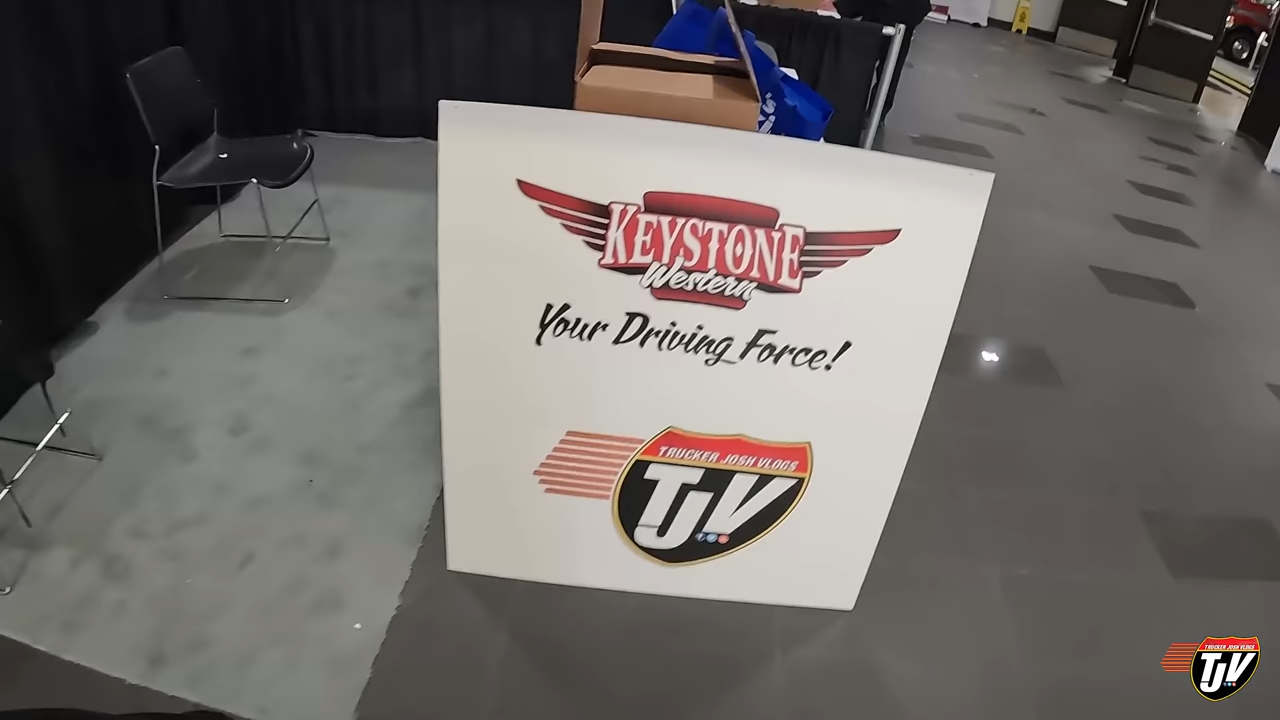 KEYSTONE
Western
Your Driving Force!
TRUCKER JOSH VLOGS
TJV
TRUCKER JOSH VLOGS
TJV